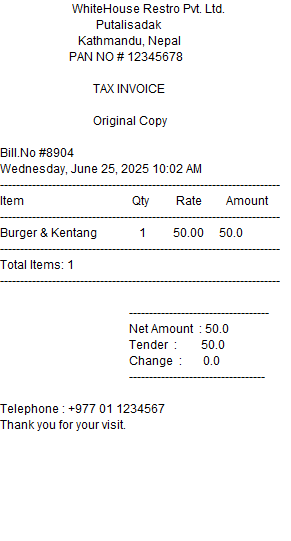 WhiteHouse Restro Pvt. Ltd.
Putalisadak
Kathmandu, Nepal
PAN NO # 12345678
TAX INVOICE
Original Copy
Bill.No #8904
Wednesday, June 25, 2025 10:02 AM
----------------------------------------------------------------------
Item Qty Rate Amount
----------------------------------------------------------------------
Burger & Kentang 1 50.00 50.0
----------------------------------------------------------------------
Total Items: 1
----------------------------------------------------------------------
-----------------------------------
Net Amount : 50.0
Tender : 50.0
Change : 0.0
----------------------------------
Telephone : +977 01 1234567
Thank you for your visit.